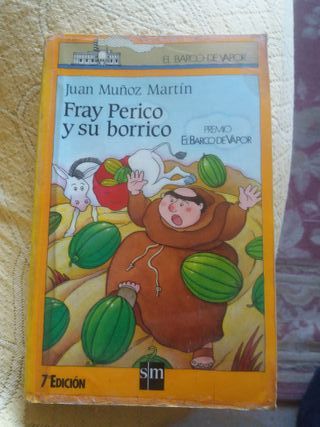 EL BARCO DE VAPOR
Juan Muñoz Martín
Fray Perico
y su borrico
PREMIO
EL BARCO DE VAPOR
7ª EDICIÓN
sm